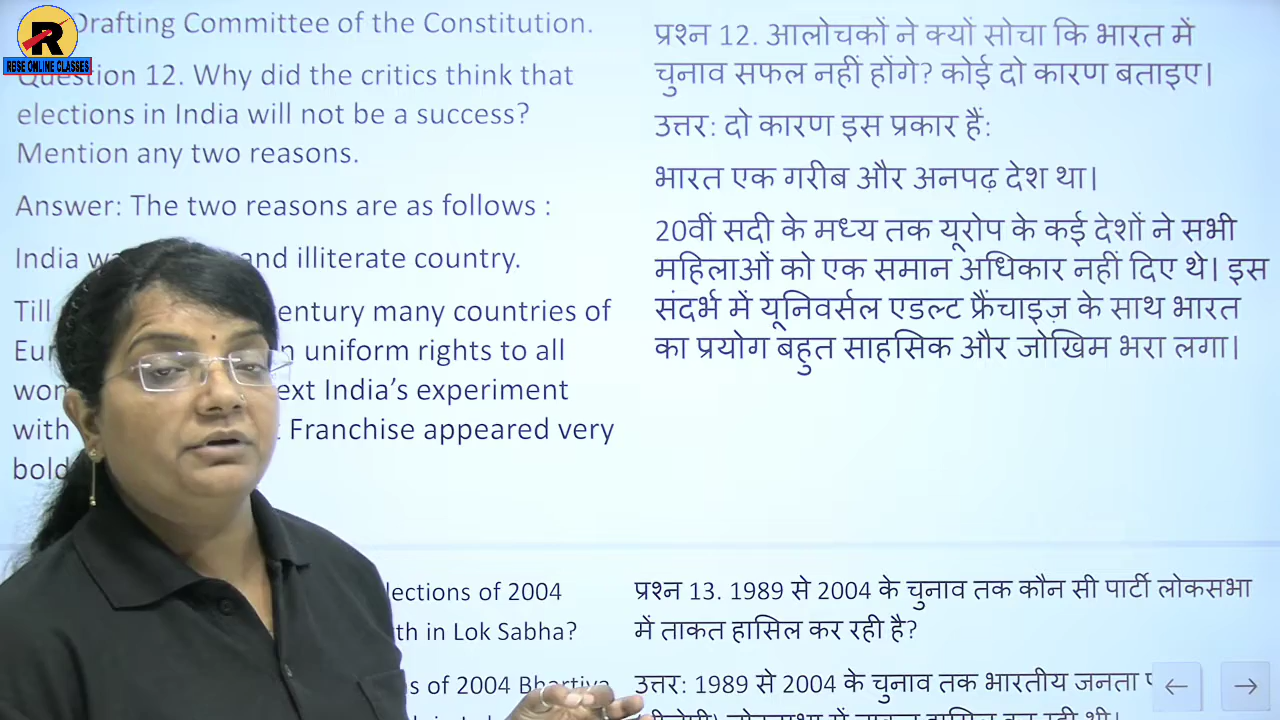 Drafting Committee of the Constitution.
R
RBSE ONLINE CLASSES
Question 12. Why did the critics think that
elections in India will not be a success?
Mention any two reasons.
Answer: The two reasons are as follows :
India and illiterate country.
Till century many countries of
uniform rights to all
India's experiment
with Franchise appeared very
bold
प्रश्न 12. आलोचकों ने क्यों सोचा कि भारत में
चुनाव सफल नहीं होंगे? कोई दो कारण बताइए।
उत्तर: दो कारण इस प्रकार हैं:
भारत एक गरीब और अनपढ़ देश था।
20वीं सदी के मध्य तक यूरोप के कई देशों ने सभी
महिलाओं को एक समान अधिकार नहीं दिए थे। इस
संदर्भ में यूनिवर्सल एडल्ट फ्रैंचाइज़ के साथ भारत
का प्रयोग बहुत साहसिक और जोखिम भरा लगा।
elections of 2004
in Lok Sabha?
of 2004 Bhartiya
प्रश्न 13. 1989 से 2004 के चुनाव तक कौन सी पार्टी लोकसभा
में ताकत हासिल कर रही है?
उत्तर: 1989 से 2004 के चुनाव तक भारतीय जनता